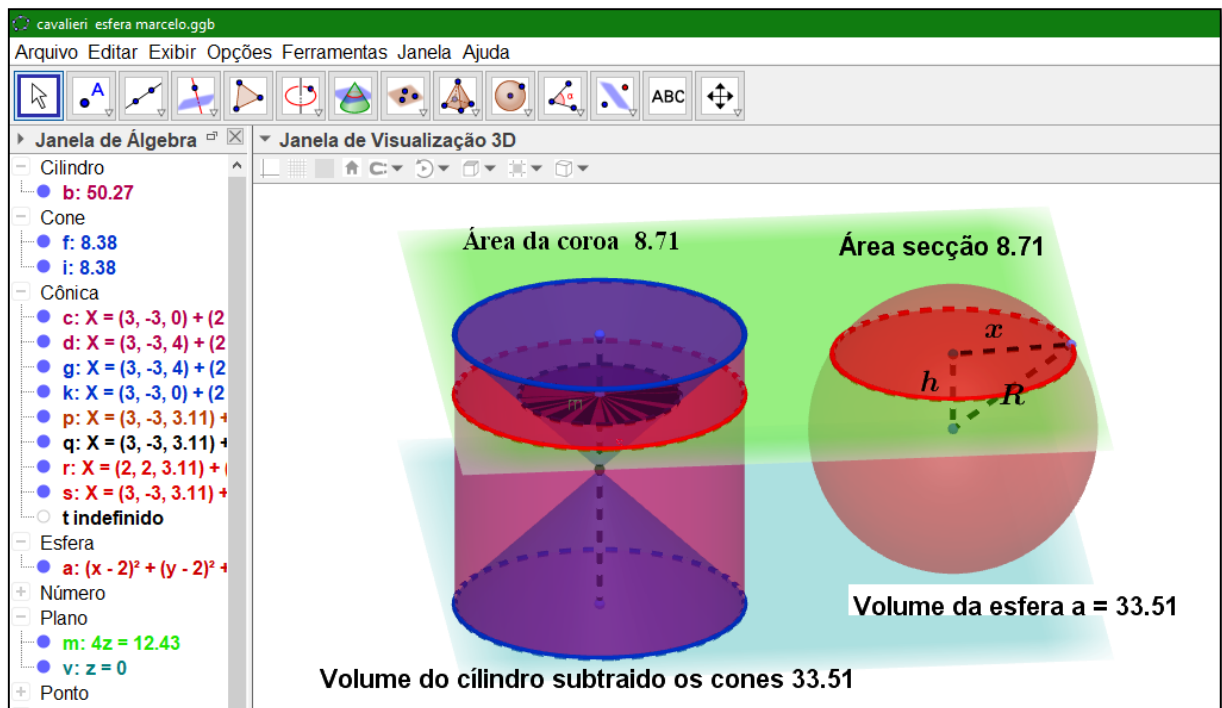 cavalieri esfera marcelo.ggb
Arquivo Editar Exibir Opções Ferramentas Janela Ajuda
A
α
ABC
Janela de Álgebra
Janela de Visualização 3D
Cilindro
b: 50.27
Cone
f: 8.38
i: 8.38
Cônica
c: X = (3, -3, 0) + (2
d: X = (3, -3, 4) + (2
g: X = (3, -3, 4) + (2
k: X = (3, -3, 0) + (2
p: X = (3, -3, 3.11) +
q: X = (3, -3, 3.11) +
r: X = (2, 2, 3.11) + (
s: X = (3, -3, 3.11) +
t indefinido
Esfera
a: (x - 2)² + (y - 2)² +
Número
Plano
m: 4z = 12.43
v: z = 0
Ponto
Área da coroa 8.71
Área secção 8.71
x
h
R
m
Volume da esfera a = 33.51
Volume do cílindro subtraido os cones 33.51